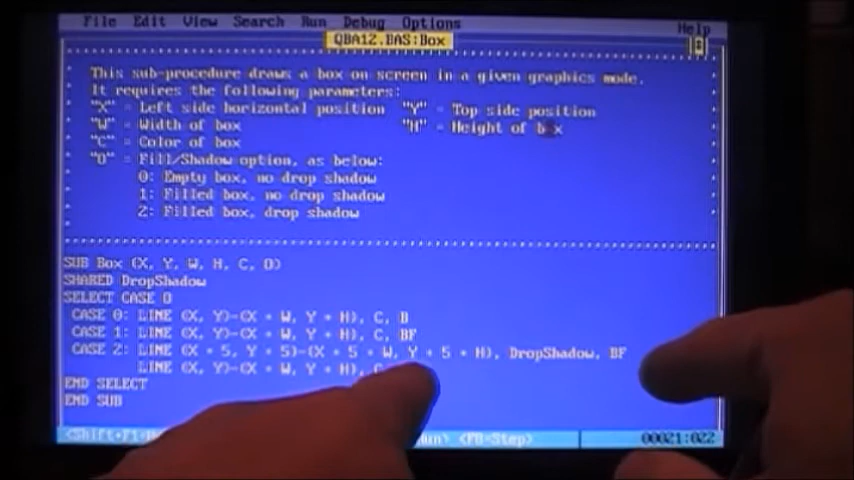 File Edit View Search Run Debug Options Help
QBA12.BAS:Box
This sub-procedure draws a box on screen in a given graphics mode.
It requires the following parameters:
"X" = Left side horizontal position "Y" = Top side position
"W" = Width of box "H" = Height of box
"C" = Color of box
"O" = Fill/Shadow option, as below:
0: Empty box, no drop shadow
1: Filled box, no drop shadow
2: Filled box, drop shadow
SUB Box (X, Y, W, H, C, O)
SHARED DropShadow
SELECT CASE O
CASE 0: LINE (X, Y)-(X + W, Y + H), C, B
CASE 1: LINE (X, Y)-(X + W, Y + H), C, BF
CASE 2: LINE (X + 5, Y + 5)-(X + 5 + W, Y + 5 + H), DropShadow, BF
LINE (X, Y)-(X + W, Y + H), C
END SELECT
END SUB
<Shift+F1= <F8=Step> 00021:022